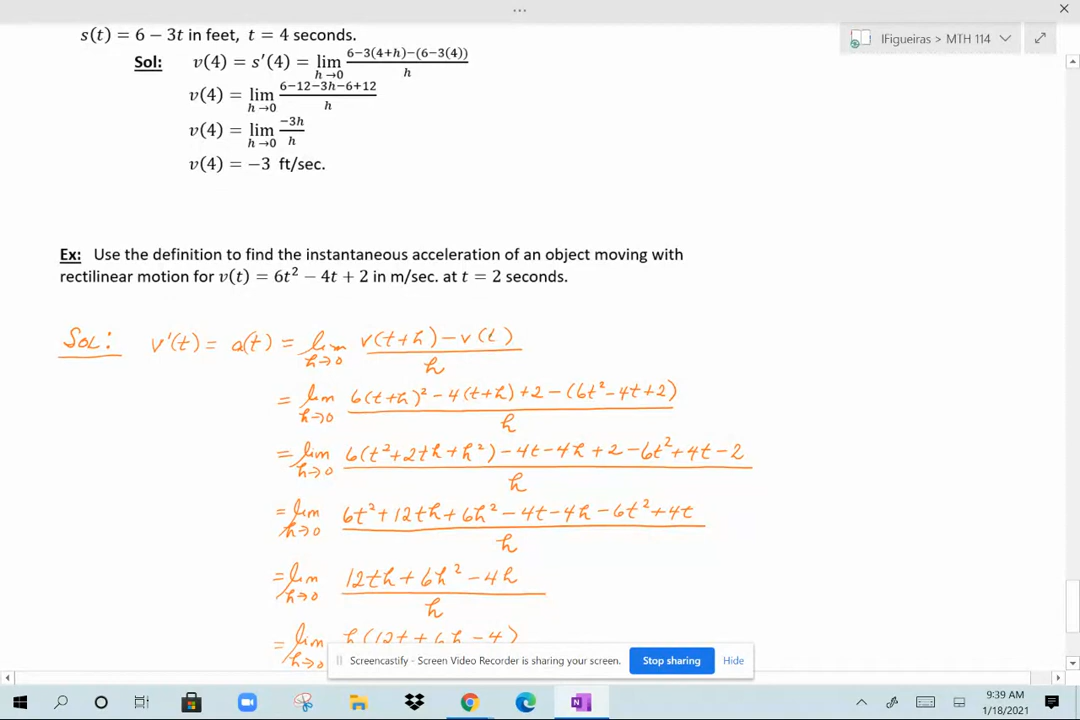 IFigueiras > MTH 114
s(t) = 6 − 3t in feet, t = 4 seconds.
Sol: v(4) = s′(4) = lim h→0 (6−3(4+h)−(6−3(4)))/h
v(4) = lim h→0 (6−12−3h−6+12)/h
v(4) = lim h→0 (−3h)/h
v(4) = −3 ft/sec.
Ex: Use the definition to find the instantaneous acceleration of an object moving with
rectilinear motion for v(t) = 6t² − 4t + 2 in m/sec. at t = 2 seconds.
Sol: v'(t) = a(t) = lim h→0 (v(t+h) − v(t))/h
= lim h→0 (6(t+h)² − 4(t+h) + 2 − (6t² − 4t + 2))/h
= lim h→0 (6(t² + 2th + h²) − 4t − 4h + 2 − 6t² + 4t − 2)/h
= lim h→0 (6t² + 12th + 6h² − 4t − 4h − 6t² + 4t)/h
= lim h→0 (12th + 6h² − 4h)/h
= lim h→0 h(12t + 6h − 4)
Screencastify - Screen Video Recorder is sharing your screen. Stop sharing Hide
9:39 AM
1/18/2021